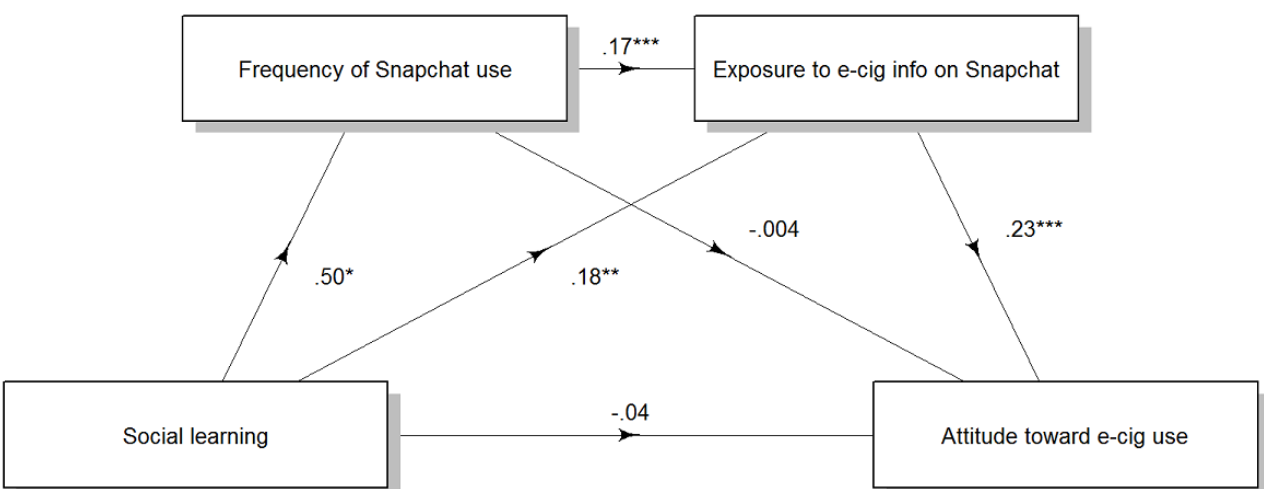 .17***
Frequency of Snapchat use
Exposure to e-cig info on Snapchat
-.004
.23***
.50*
.18**
-.04
Social learning
Attitude toward e-cig use